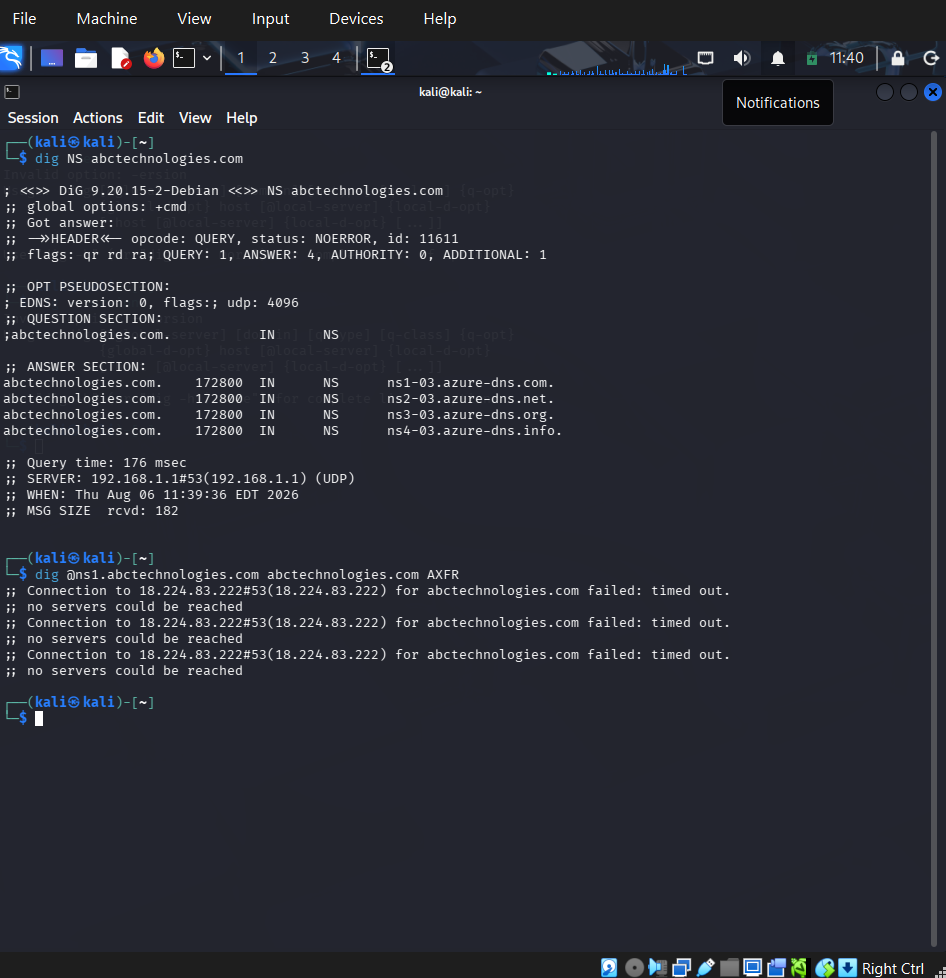 File Machine View Input Devices Help
1 2 3 4 2 11:40
kali@kali: ~
Notifications
Session Actions Edit View Help
┌──(kali㉿kali)-[~]
└─$ dig NS abctechnologies.com
; <<>> DiG 9.20.15-2-Debian <<>> NS abctechnologies.com
;; global options: +cmd
;; Got answer:
;; ->>HEADER<<- opcode: QUERY, status: NOERROR, id: 11611
;; flags: qr rd ra; QUERY: 1, ANSWER: 4, AUTHORITY: 0, ADDITIONAL: 1
;; OPT PSEUDOSECTION:
; EDNS: version: 0, flags:; udp: 4096
;; QUESTION SECTION:
;abctechnologies.com. IN NS
;; ANSWER SECTION:
abctechnologies.com. 172800 IN NS ns1-03.azure-dns.com.
abctechnologies.com. 172800 IN NS ns2-03.azure-dns.net.
abctechnologies.com. 172800 IN NS ns3-03.azure-dns.org.
abctechnologies.com. 172800 IN NS ns4-03.azure-dns.info.
;; Query time: 176 msec
;; SERVER: 192.168.1.1#53(192.168.1.1) (UDP)
;; WHEN: Thu Aug 06 11:39:36 EDT 2026
;; MSG SIZE rcvd: 182
┌──(kali㉿kali)-[~]
└─$ dig @ns1.abctechnologies.com abctechnologies.com AXFR
;; Connection to 18.224.83.222#53(18.224.83.222) for abctechnologies.com failed: timed out.
;; no servers could be reached
;; Connection to 18.224.83.222#53(18.224.83.222) for abctechnologies.com failed: timed out.
;; no servers could be reached
;; Connection to 18.224.83.222#53(18.224.83.222) for abctechnologies.com failed: timed out.
;; no servers could be reached
┌──(kali㉿kali)-[~]
└─$
Right Ctrl